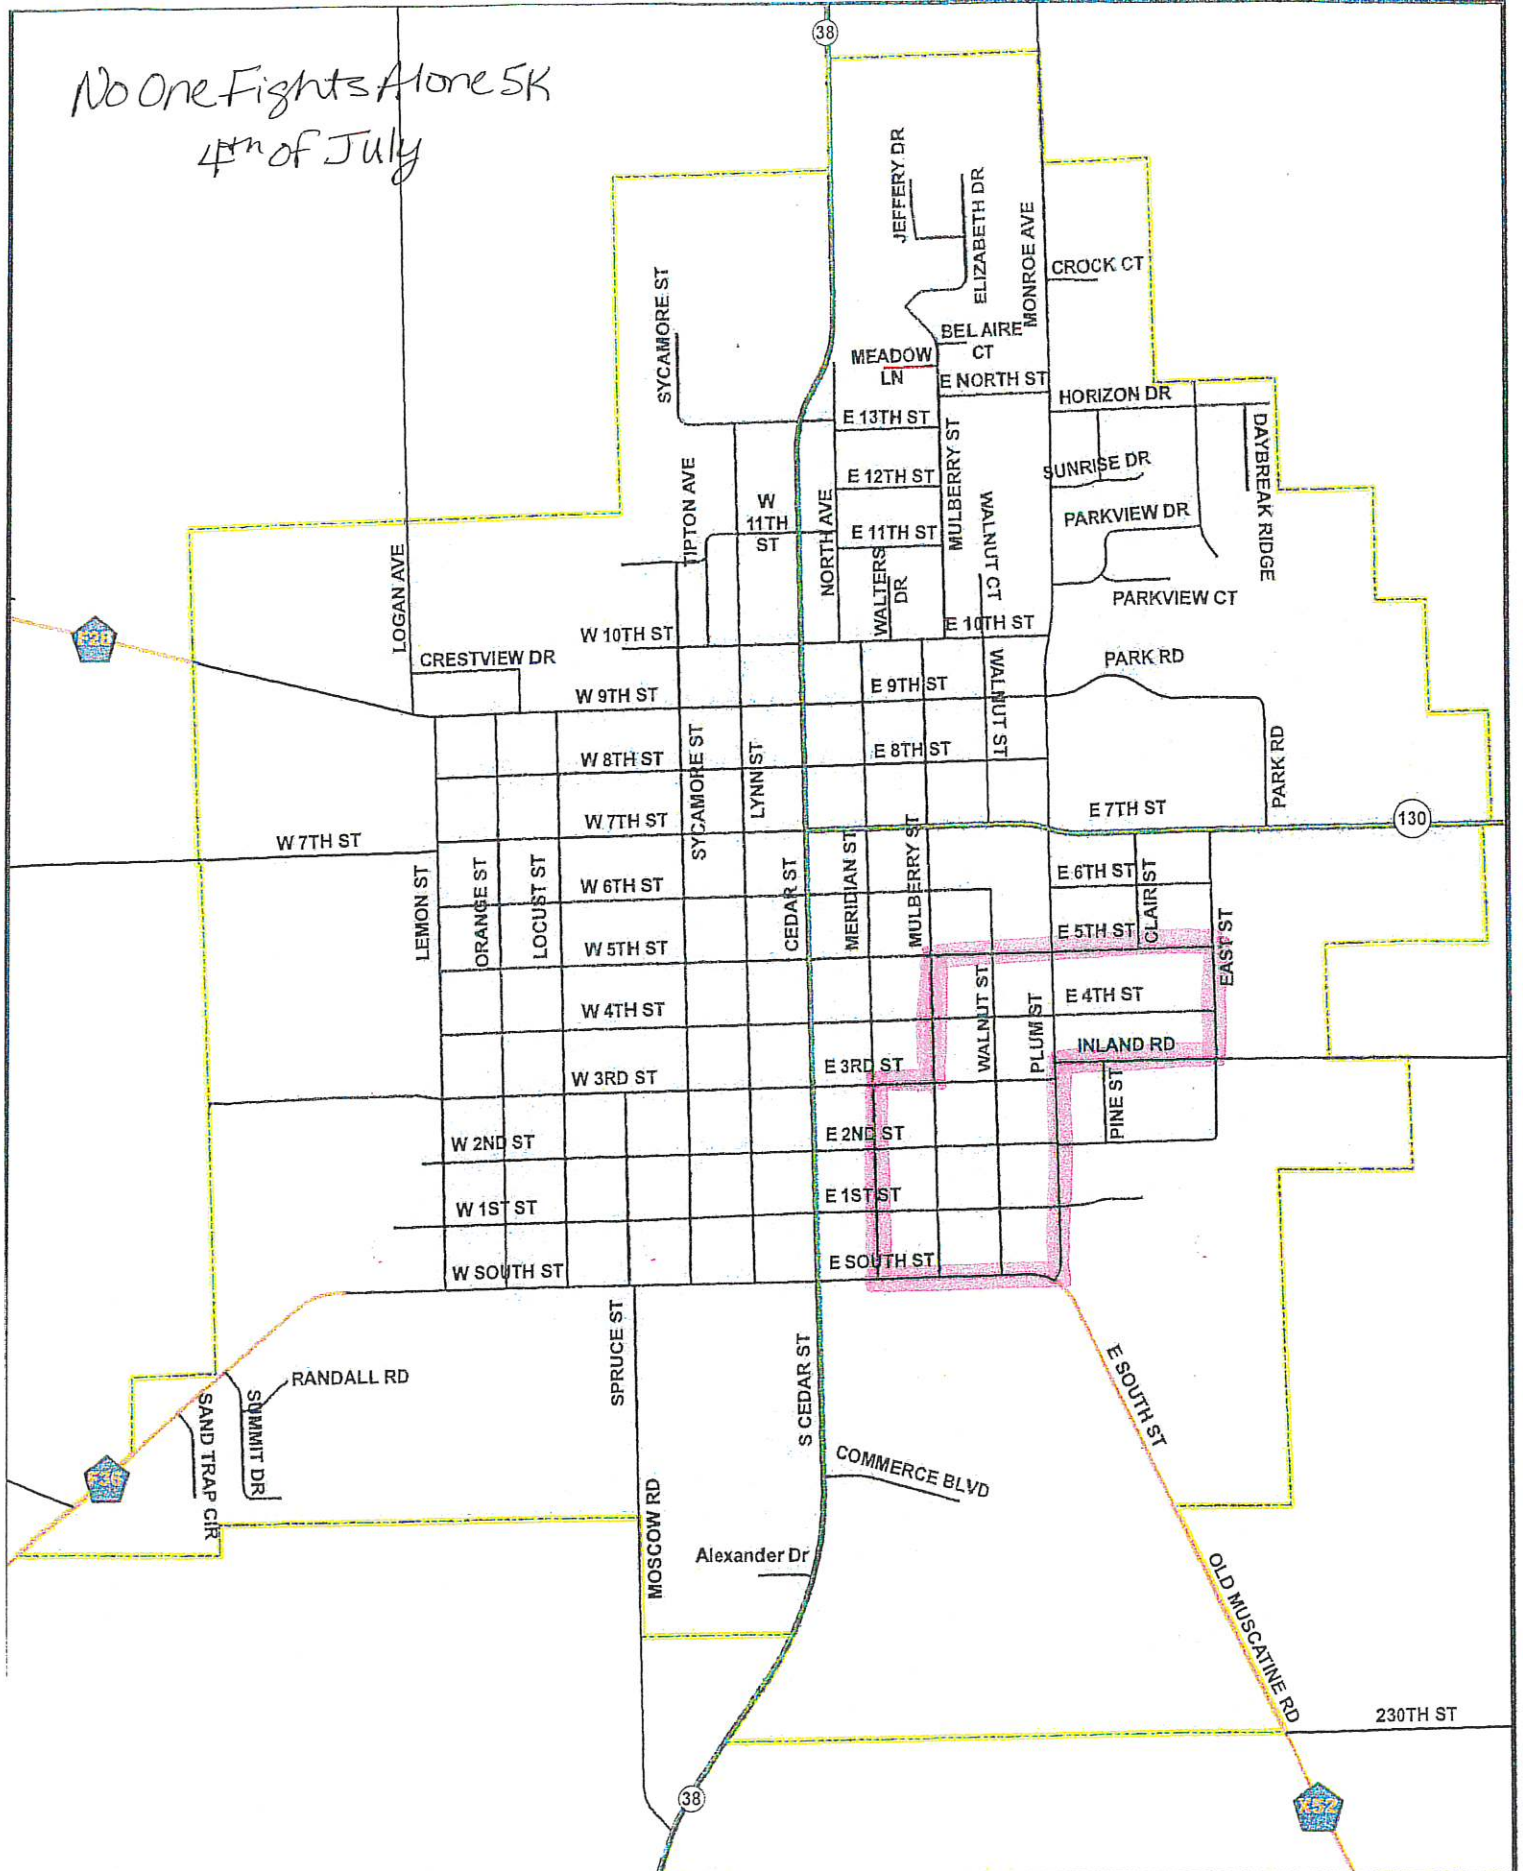 No One Fights Alone 5K
4th of July
38
JEFFERY DR
ELIZABETH DR
MONROE AVE
CROCK CT
SYCAMORE ST
BEL AIRE
CT
MEADOW
LN
E NORTH ST
HORIZON DR
E 13TH ST
DAYBREAK RIDGE
MULBERRY ST
E 12TH ST
SUNRISE DR
TIPTON AVE
W
11TH
ST
NORTH AVE
E 11TH ST
WALNUT CT
PARKVIEW DR
LOGAN AVE
WALTERS
DR
PARKVIEW CT
F28
W 10TH ST
E 10TH ST
CRESTVIEW DR
PARK RD
W 9TH ST
E 9TH ST
WALNUT ST
W 8TH ST
SYCAMORE ST
LYNN ST
E 8TH ST
PARK RD
E 7TH ST
130
W 7TH ST
W 7TH ST
LEMON ST
ORANGE ST
LOCUST ST
W 6TH ST
CEDAR ST
MERIDIAN ST
MULBERRY ST
E 6TH ST
CLAIR ST
W 5TH ST
E 5TH ST
EAST ST
W 4TH ST
WALNUT ST
PLUM ST
E 4TH ST
INLAND RD
W 3RD ST
E 3RD ST
PINE ST
W 2ND ST
E 2ND ST
W 1ST ST
E 1ST ST
W SOUTH ST
E SOUTH ST
SPRUCE ST
S CEDAR ST
E SOUTH ST
RANDALL RD
SAND TRAP CIR
SUMMIT DR
COMMERCE BLVD
MOSCOW RD
Alexander Dr
OLD MUSCATINE RD
230TH ST
38
X52